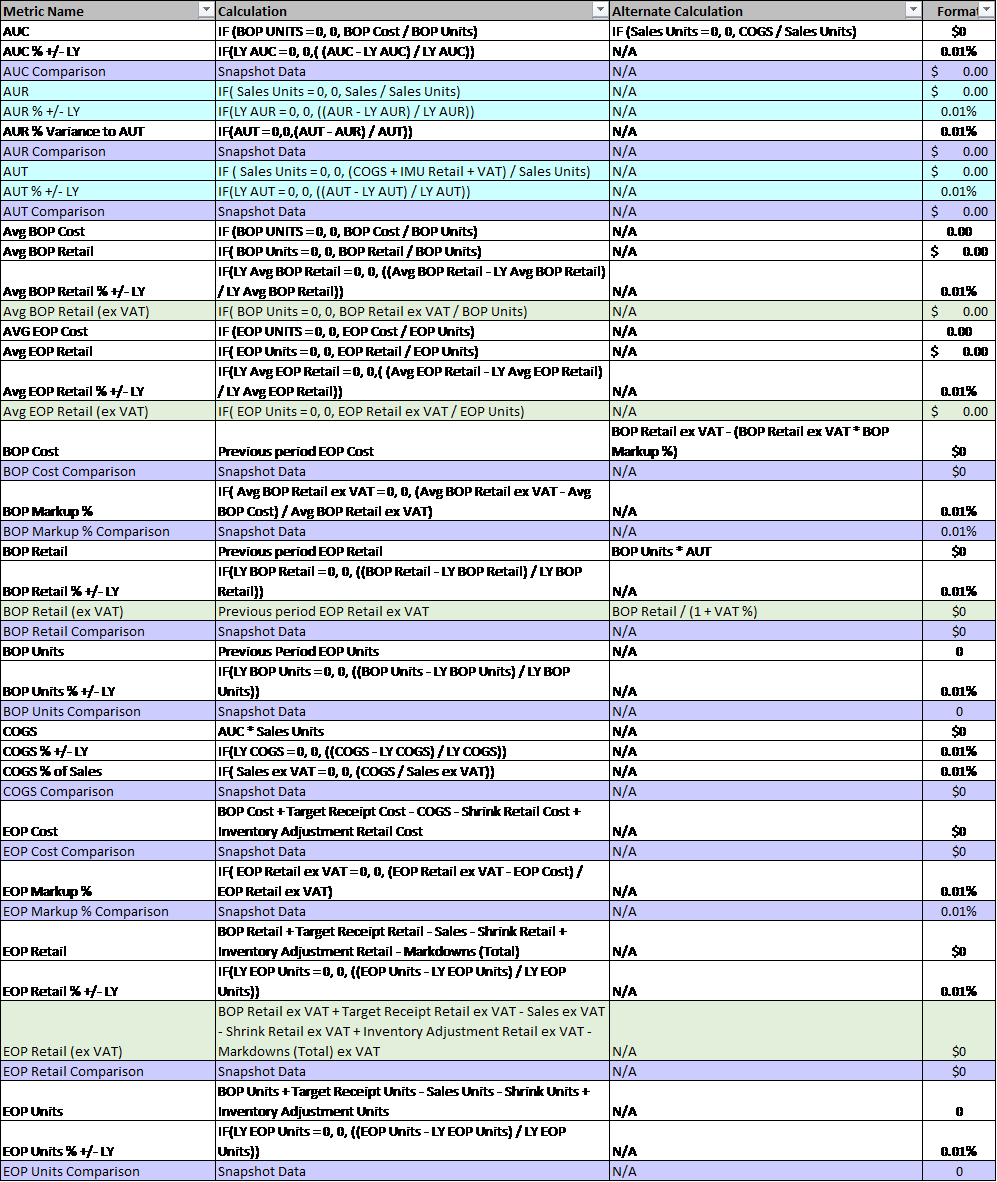 Metric Name Calculation Alternate Calculation Format
AUC IF (BOP UNITS = 0, 0, BOP Cost / BOP Units) IF (Sales Units = 0, 0, COGS / Sales Units) $0
AUC % +/- LY IF(LY AUC = 0, 0,( (AUC - LY AUC) / LY AUC)) N/A 0.01%
AUC Comparison Snapshot Data N/A $ 0.00
AUR IF( Sales Units = 0, 0, Sales / Sales Units) N/A $ 0.00
AUR % +/- LY IF(LY AUR = 0, 0, ((AUR - LY AUR) / LY AUR)) N/A 0.01%
AUR % Variance to AUT IF(AUT = 0,0,(AUT - AUR) / AUT)) N/A 0.01%
AUR Comparison Snapshot Data N/A $ 0.00
AUT IF ( Sales Units = 0, 0, (COGS + IMU Retail + VAT) / Sales Units) N/A $ 0.00
AUT % +/- LY IF(LY AUT = 0, 0, ((AUT - LY AUT) / LY AUT)) N/A 0.01%
AUT Comparison Snapshot Data N/A $ 0.00
Avg BOP Cost IF (BOP UNITS = 0, 0, BOP Cost / BOP Units) N/A 0.00
Avg BOP Retail IF( BOP Units = 0, 0, BOP Retail / BOP Units) N/A $ 0.00
IF(LY Avg BOP Retail = 0, 0, ((Avg BOP Retail - LY Avg BOP Retail)
Avg BOP Retail % +/- LY / LY Avg BOP Retail)) N/A 0.01%
Avg BOP Retail (ex VAT) IF( BOP Units = 0, 0, BOP Retail ex VAT / BOP Units) N/A $ 0.00
AVG EOP Cost IF (EOP UNITS = 0, 0, EOP Cost / EOP Units) N/A 0.00
Avg EOP Retail IF( EOP Units = 0, 0, EOP Retail / EOP Units) N/A $ 0.00
IF(LY Avg EOP Retail = 0, 0,( (Avg EOP Retail - LY Avg EOP Retail)
Avg EOP Retail % +/- LY / LY Avg EOP Retail)) N/A 0.01%
Avg EOP Retail (ex VAT) IF( EOP Units = 0, 0, EOP Retail ex VAT / EOP Units) N/A $ 0.00
BOP Retail ex VAT - (BOP Retail ex VAT * BOP
BOP Cost Previous period EOP Cost Markup %) $0
BOP Cost Comparison Snapshot Data N/A $0
IF( Avg BOP Retail ex VAT = 0, 0, (Avg BOP Retail ex VAT - Avg
BOP Markup % BOP Cost) / Avg BOP Retail ex VAT) N/A 0.01%
BOP Markup % Comparison Snapshot Data N/A 0.01%
BOP Retail Previous period EOP Retail BOP Units * AUT $0
IF(LY BOP Retail = 0, 0, ((BOP Retail - LY BOP Retail) / LY BOP
BOP Retail % +/- LY Retail)) N/A 0.01%
BOP Retail (ex VAT) Previous period EOP Retail ex VAT BOP Retail / (1 + VAT %) $0
BOP Retail Comparison Snapshot Data N/A $0
BOP Units Previous Period EOP Units N/A 0
IF(LY BOP Units = 0, 0, ((BOP Units - LY BOP Units) / LY BOP
BOP Units % +/- LY Units)) N/A 0.01%
BOP Units Comparison Snapshot Data N/A 0
COGS AUC * Sales Units N/A $0
COGS % +/- LY IF(LY COGS = 0, 0, ((COGS - LY COGS) / LY COGS)) N/A 0.01%
COGS % of Sales IF( Sales ex VAT = 0, 0, (COGS / Sales ex VAT)) N/A 0.01%
COGS Comparison Snapshot Data N/A $0
BOP Cost + Target Receipt Cost - COGS - Shrink Retail Cost +
EOP Cost Inventory Adjustment Retail Cost N/A $0
EOP Cost Comparison Snapshot Data N/A $0
IF( EOP Retail ex VAT = 0, 0, (EOP Retail ex VAT - EOP Cost) /
EOP Markup % EOP Retail ex VAT) N/A 0.01%
EOP Markup % Comparison Snapshot Data N/A 0.01%
BOP Retail + Target Receipt Retail - Sales - Shrink Retail +
EOP Retail Inventory Adjustment Retail - Markdowns (Total) N/A $0
IF(LY EOP Units = 0, 0, ((EOP Units - LY EOP Units) / LY EOP
EOP Retail % +/- LY Units)) N/A 0.01%
BOP Retail ex VAT + Target Receipt Retail ex VAT - Sales ex VAT
- Shrink Retail ex VAT + Inventory Adjustment Retail ex VAT -
EOP Retail (ex VAT) Markdowns (Total) ex VAT N/A $0
EOP Retail Comparison Snapshot Data N/A $0
BOP Units + Target Receipt Units - Sales Units - Shrink Units +
EOP Units Inventory Adjustment Units N/A 0
IF(LY EOP Units = 0, 0, ((EOP Units - LY EOP Units) / LY EOP
EOP Units % +/- LY Units)) N/A 0.01%
EOP Units Comparison Snapshot Data N/A 0